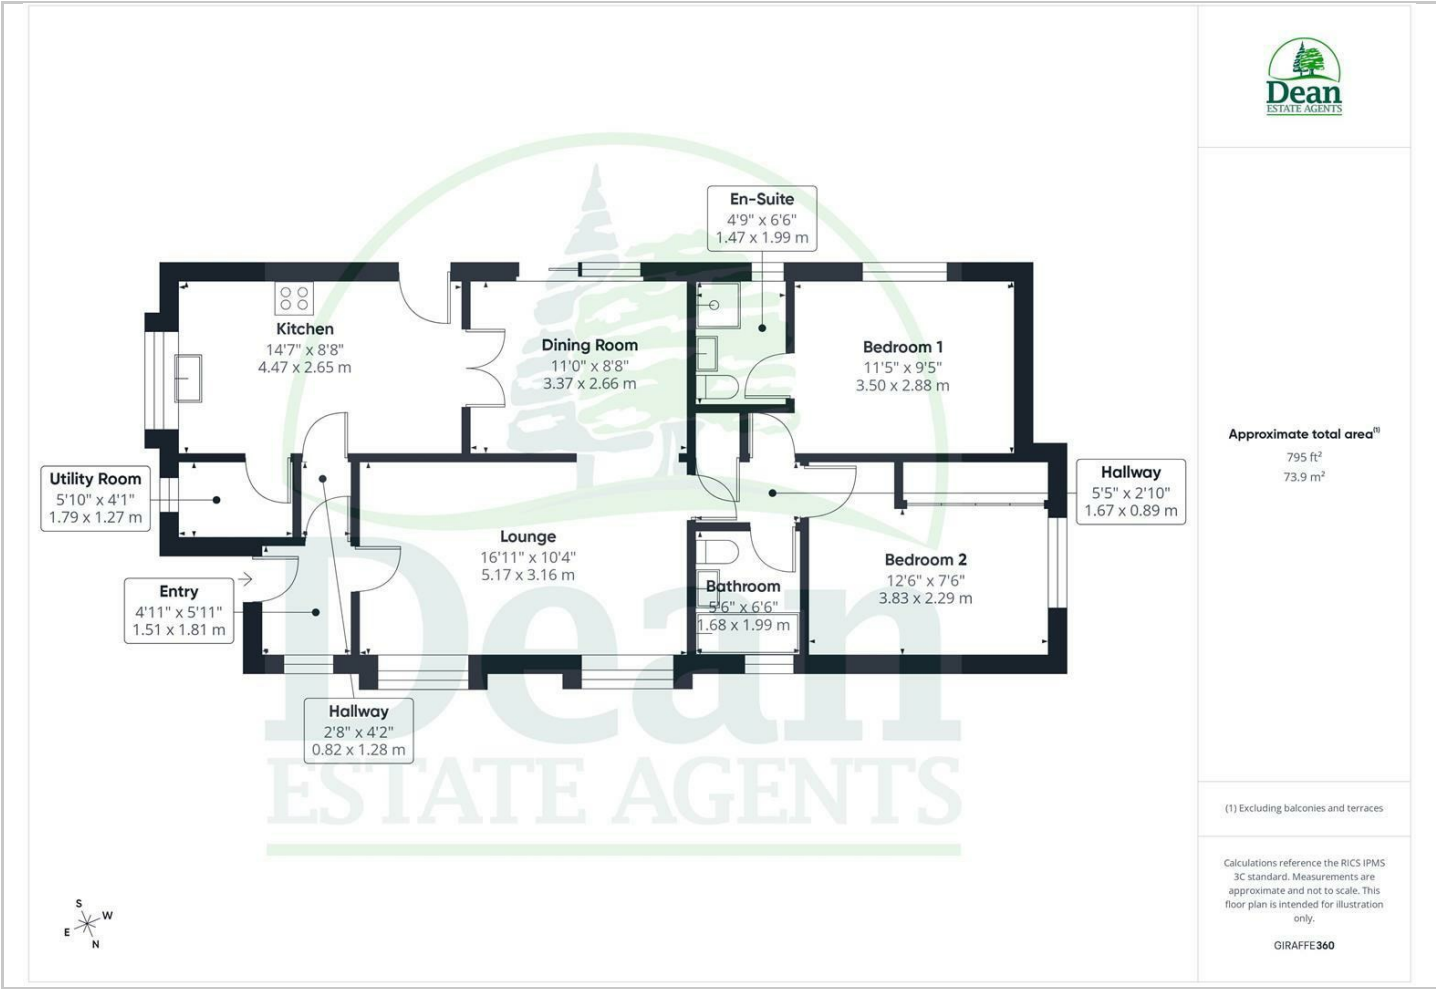 Dean
ESTATE AGENTS
En-Suite
4'9" x 6'6"
1.47 x 1.99 m
Kitchen
14'7" x 8'8"
4.47 x 2.65 m
Dining Room
11'0" x 8'8"
3.37 x 2.66 m
Bedroom 1
11'5" x 9'5"
3.50 x 2.88 m
Utility Room
5'10" x 4'1"
1.79 x 1.27 m
Hallway
5'5" x 2'10"
1.67 x 0.89 m
Lounge
16'11" x 10'4"
5.17 x 3.16 m
Bedroom 2
12'6" x 7'6"
3.83 x 2.29 m
Entry
4'11" x 5'11"
1.51 x 1.81 m
Bathroom
5'6" x 6'6"
1.68 x 1.99 m
Hallway
2'8" x 4'2"
0.82 x 1.28 m
Dean
ESTATE AGENTS
S
W
E
N
Approximate total area(1)
795 ft²
73.9 m²
(1) Excluding balconies and terraces
Calculations reference the RICS IPMS
3C standard. Measurements are
approximate and not to scale. This
floor plan is intended for illustration
only.
GIRAFFE360